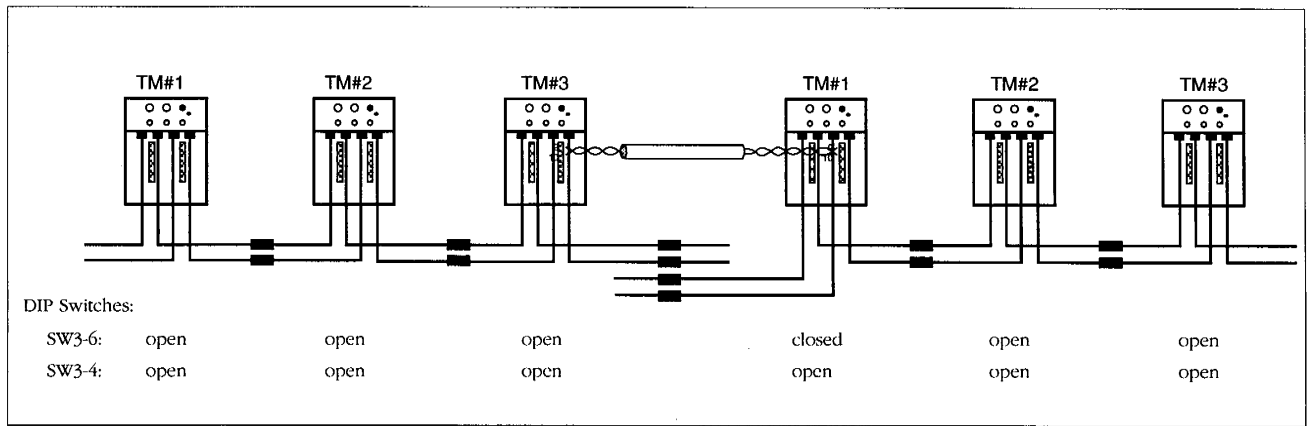 TM#1 TM#2 TM#3 TM#1 TM#2 TM#3
DIP Switches:
SW3-6: open open open closed open open
SW3-4: open open open open open open